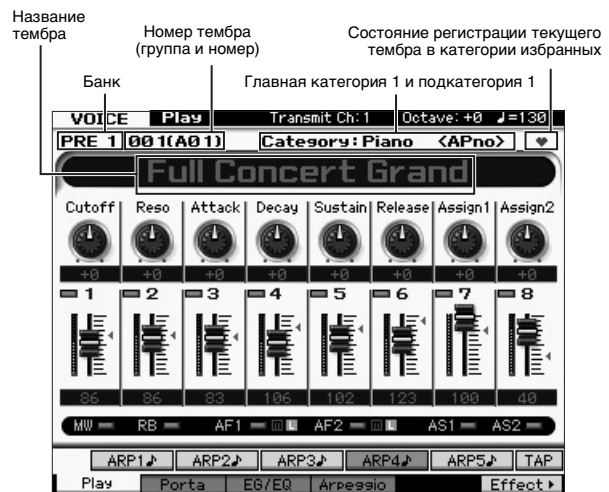 Название
тембра
Номер тембра
(группа и номер)
Состояние регистрации текущего
тембра в категории избранных
Банк
Главная категория 1 и подкатегория 1
VOICE Play Transmit Ch: 1 Octave: +0 ♩=130
PRE 1 001(A01) Category: Piano <APno> ♥
Full Concert Grand
Cutoff Reso Attack Decay Sustain Release Assign1 Assign2
+0 +0 +0 +0 +0 +0 +0 +0
1 2 3 4 5 6 7 8
86 86 83 106 102 123 100 40
MW RB AF1 m L AF2 m L AS1 AS2
ARP1♪ ARP2♪ ARP3♪ ARP4♪ ARP5♪ TAP
Play Porta EG/EQ Arpeggio Effect▸